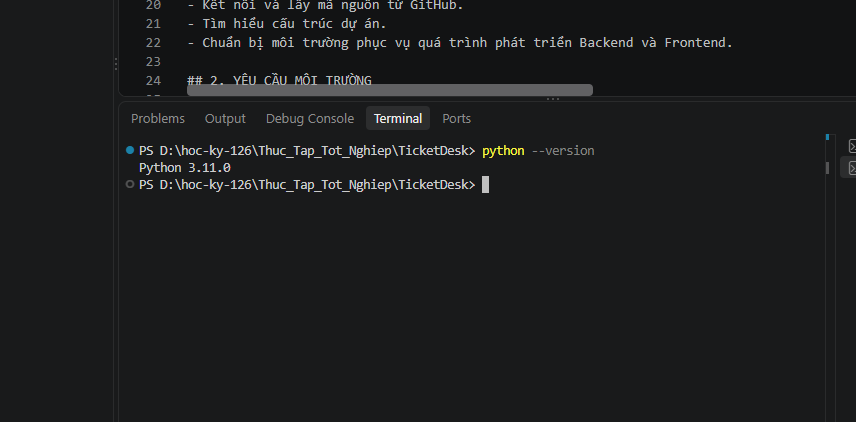 20 - Kết nối và lấy mã nguồn từ GitHub.
21 - Tìm hiểu cấu trúc dự án.
22 - Chuẩn bị môi trường phục vụ quá trình phát triển Backend và Frontend.
23
24 ## 2. YÊU CẦU MÔI TRƯỜNG
Problems Output Debug Console Terminal Ports
PS D:\hoc-ky-126\Thuc_Tap_Tot_Nghiep\TicketDesk> python --version
Python 3.11.0
PS D:\hoc-ky-126\Thuc_Tap_Tot_Nghiep\TicketDesk>